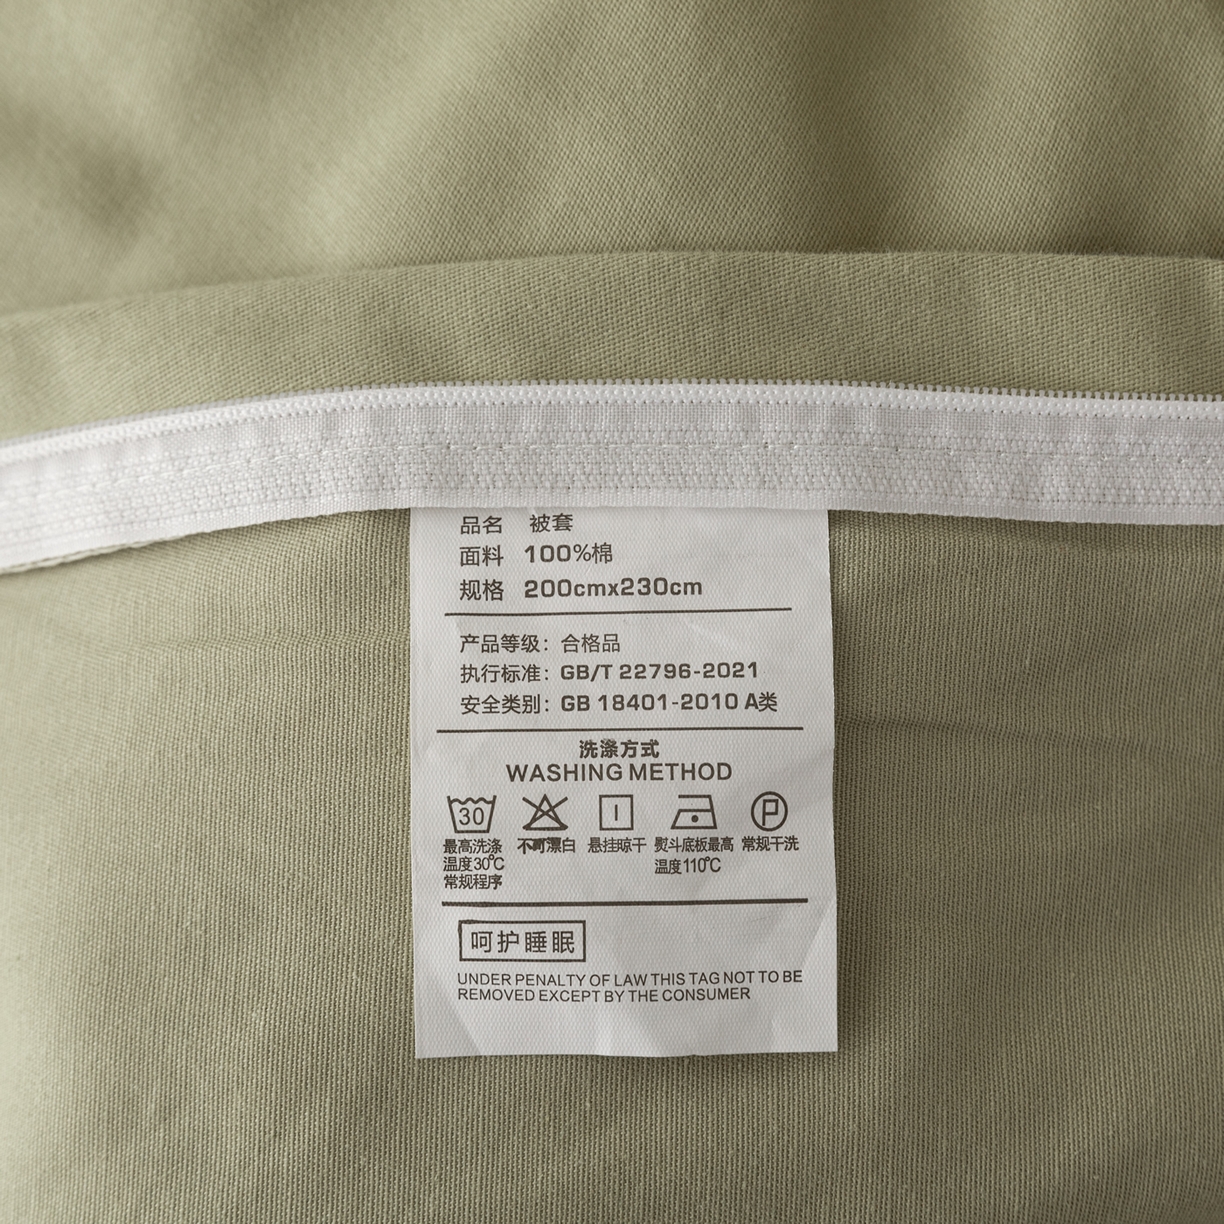 品名 被套
面料 100%棉
规格 200cmx230cm
产品等级：合格品
执行标准：GB/T 22796-2021
安全类别：GB 18401-2010 A类
洗涤方式
WASHING METHOD
30 P
最高洗涤 不可漂白 悬挂晾干 熨斗底板最高 常规干洗
温度30℃ 温度110℃
常规程序
呵护睡眠
UNDER PENALTY OF LAW THIS TAG NOT TO BE
REMOVED EXCEPT BY THE CONSUMER